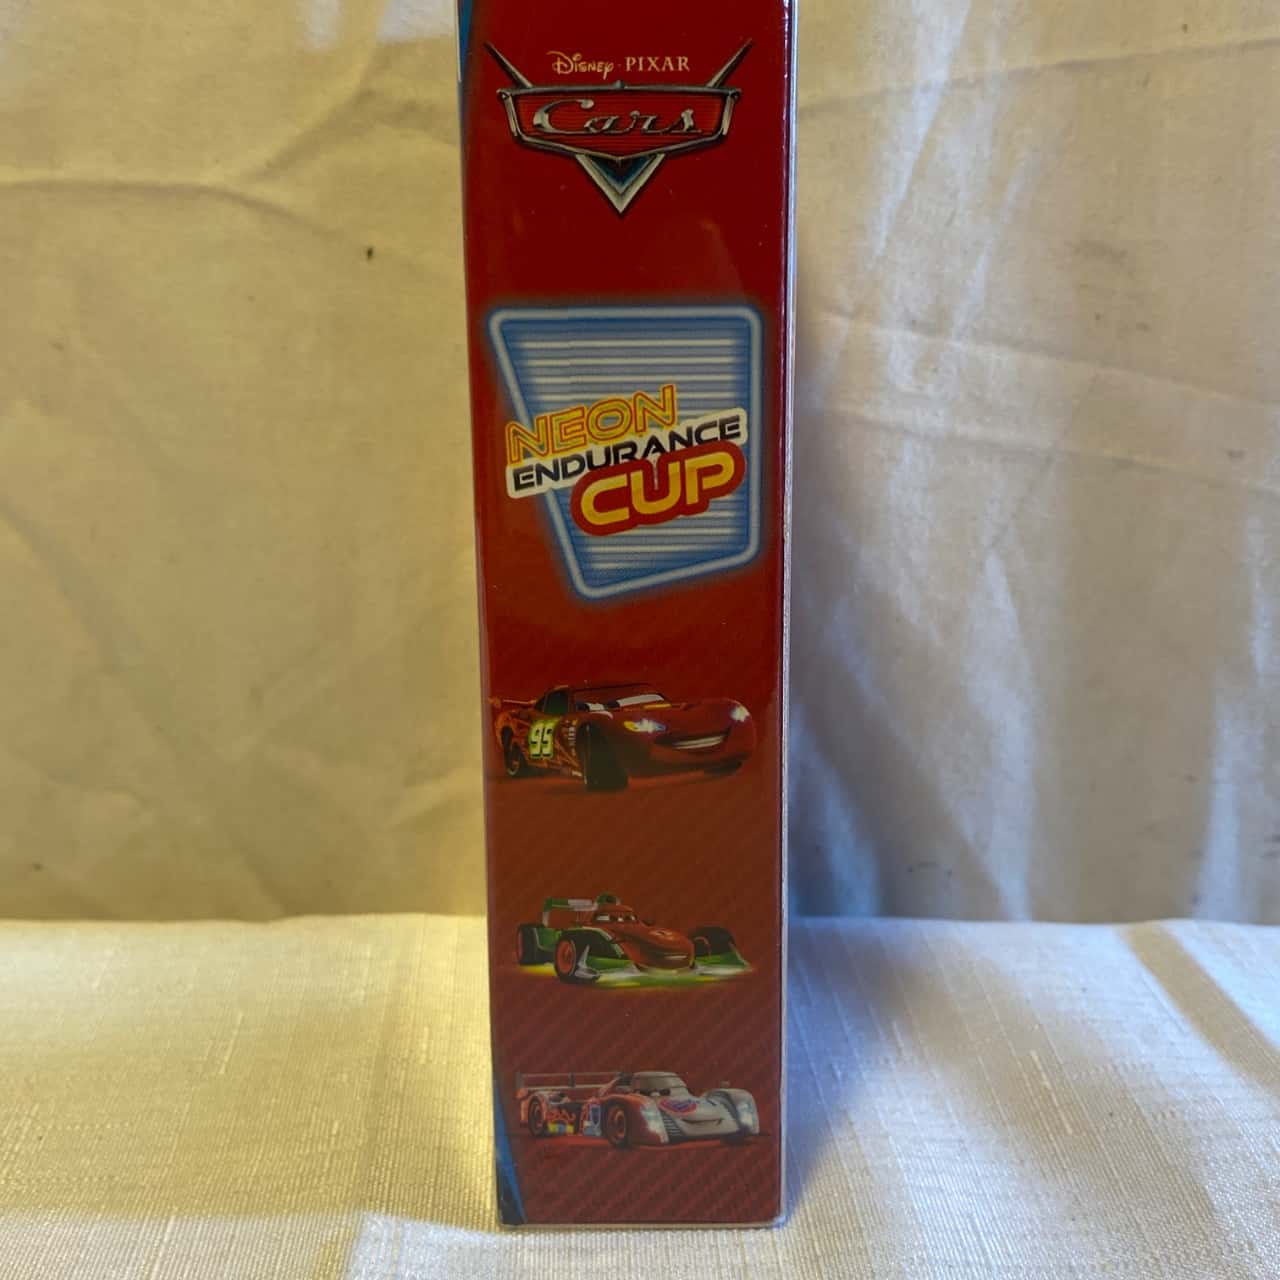 Disney · PIXAR
Cars
NEON
ENDURANCE
CUP
95